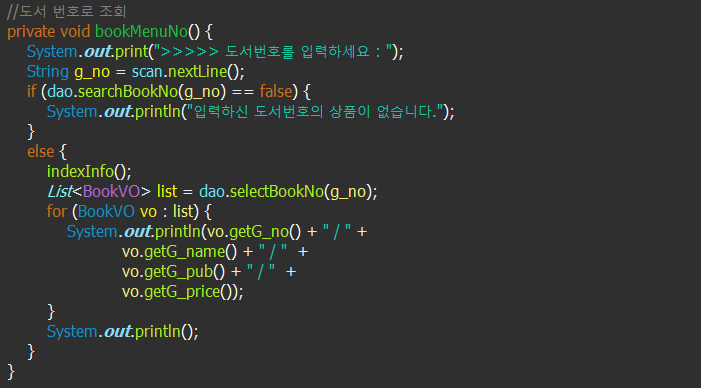 //도서 번호로 조회
private void bookMenuNo() {
System.out.print(">>>>> 도서번호를 입력하세요 : ");
String g_no = scan.nextLine();
if (dao.searchBookNo(g_no) == false) {
System.out.println("입력하신 도서번호의 상품이 없습니다.");
}
else {
indexInfo();
List<BookVO> list = dao.selectBookNo(g_no);
for (BookVO vo : list) {
System.out.println(vo.getG_no() + " / " +
vo.getG_name() + " / " +
vo.getG_pub() + " / " +
vo.getG_price());
}
System.out.println();
}
}